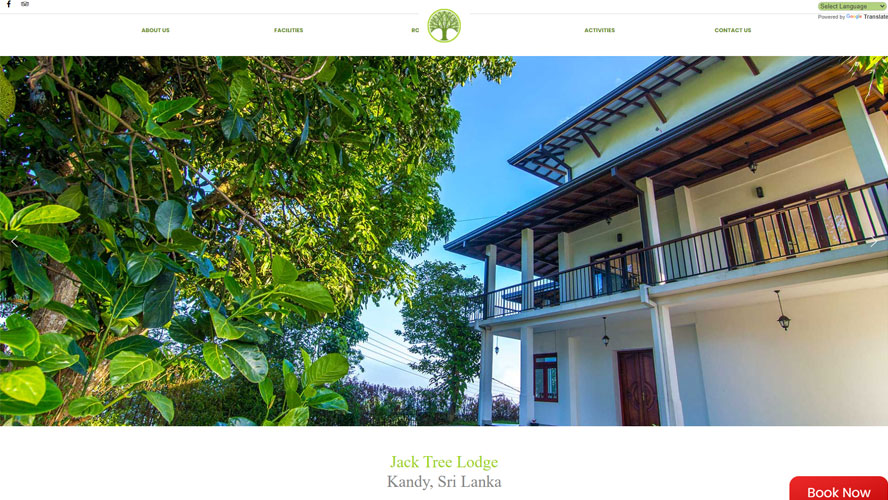 Select Language
Powered by Google Translate
ABOUT US
FACILITIES
ACTIVITIES
CONTACT US
Jack Tree Lodge
Kandy, Sri Lanka
Book Now